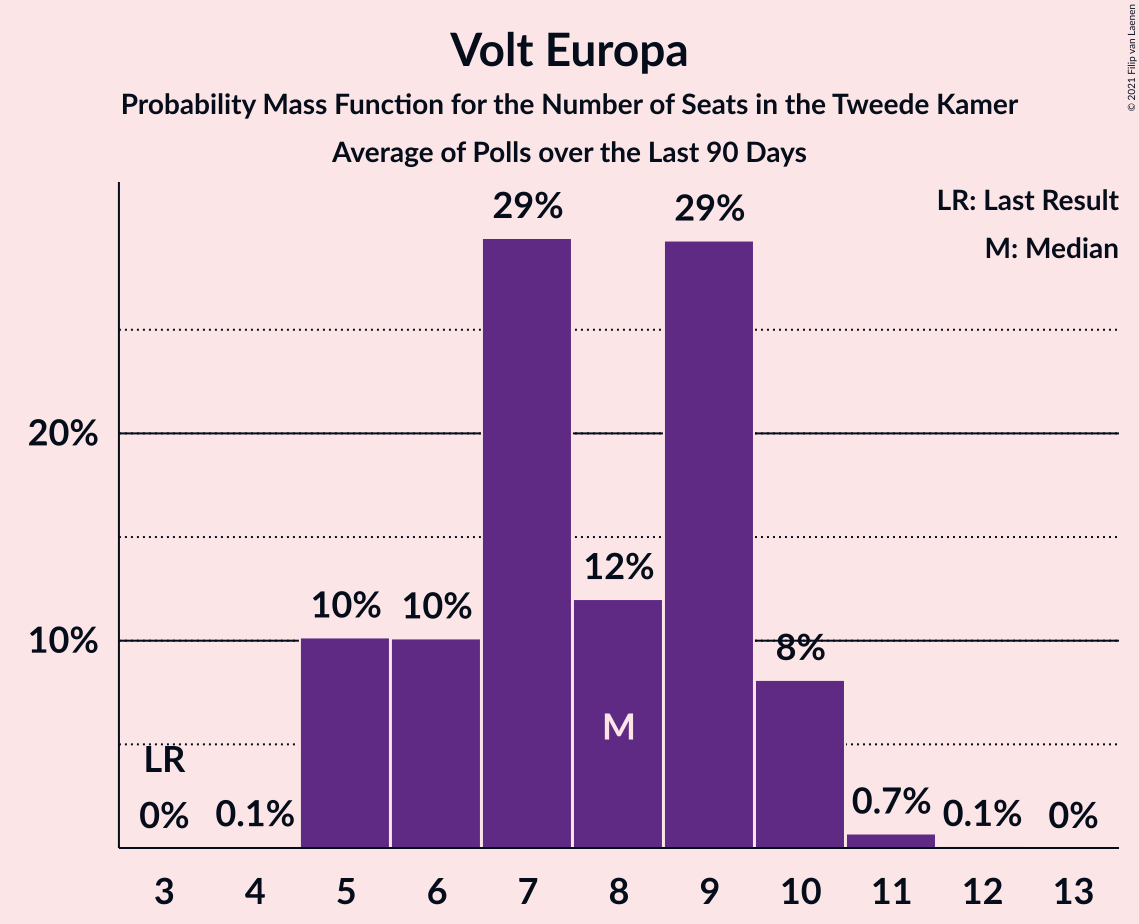 Volt Europa
Probability Mass Function for the Number of Seats in the Tweede Kamer
Average of Polls over the Last 90 Days
© 2021 Filip van Laenen
LR: Last Result
M: Median
29%
29%
20%
12%
10%
10%
10%
8%
M
LR
0%
0.1%
0.7%
0.1%
0%
3 4 5 6 7 8 9 10 11 12 13